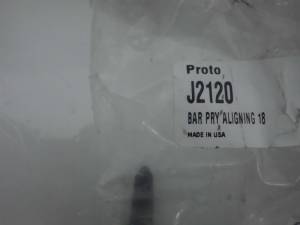 Proto
J2120
BAR PRY ALIGNING 18
MADE IN USA